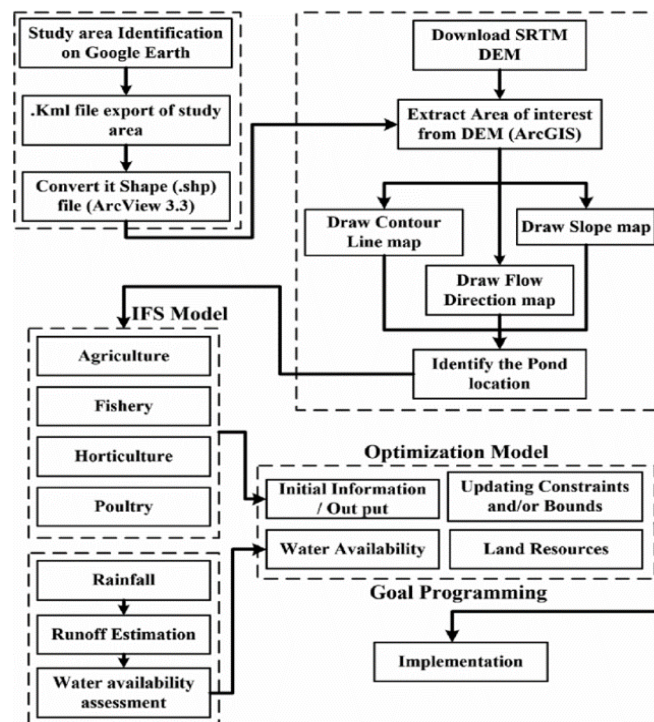 Study area Identification
on Google Earth
.Kml file export of study
area
Convert it Shape (.shp)
file (ArcView 3.3)
Download SRTM
DEM
Extract Area of interest
from DEM (ArcGIS)
Draw Contour
Line map
Draw Slope map
Draw Flow
Direction map
Identify the Pond
location
IFS Model
Agriculture
Fishery
Horticulture
Poultry
Rainfall
Runoff Estimation
Water availability
assessment
Optimization Model
Initial Information
/ Out put
Updating Constraints
and/or Bounds
Water Availability
Land Resources
Goal Programming
Implementation